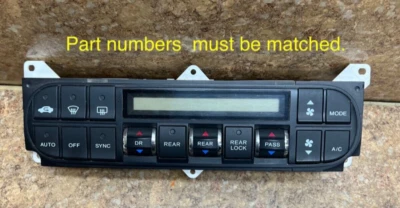 Part numbers must be matched.
MODE
AUTO
OFF
SYNC
DR
REAR
REAR
REAR
LOCK
PASS
A/C